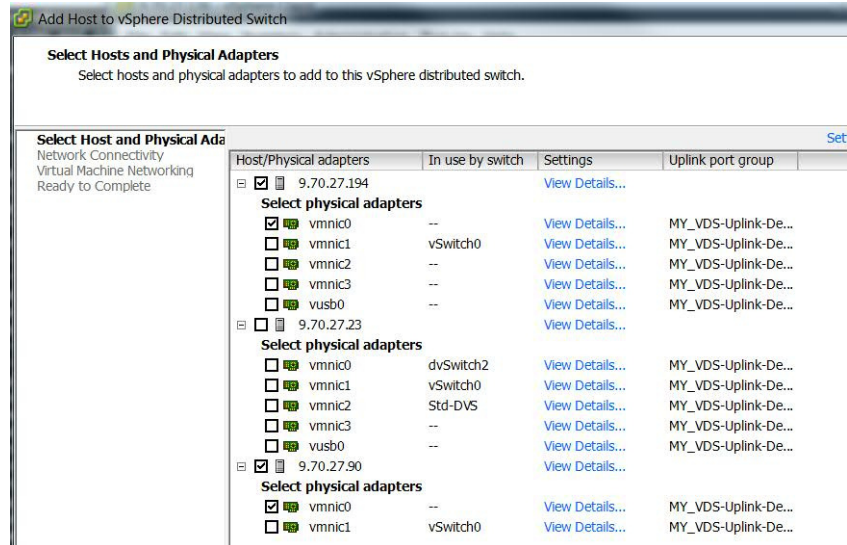 Add Host to vSphere Distributed Switch
Select Hosts and Physical Adapters
Select hosts and physical adapters to add to this vSphere distributed switch.
Set
Select Host and Physical Ada
Network Connectivity
Virtual Machine Networking
Ready to Complete
Host/Physical adapters In use by switch Settings Uplink port group
9.70.27.194 View Details...
Select physical adapters
vmnic0 -- View Details... MY_VDS-Uplink-De...
vmnic1 vSwitch0 View Details... MY_VDS-Uplink-De...
vmnic2 -- View Details... MY_VDS-Uplink-De...
vmnic3 -- View Details... MY_VDS-Uplink-De...
vusb0 -- View Details... MY_VDS-Uplink-De...
9.70.27.23 View Details...
Select physical adapters
vmnic0 dvSwitch2 View Details... MY_VDS-Uplink-De...
vmnic1 vSwitch0 View Details... MY_VDS-Uplink-De...
vmnic2 Std-DVS View Details... MY_VDS-Uplink-De...
vmnic3 -- View Details... MY_VDS-Uplink-De...
vusb0 -- View Details... MY_VDS-Uplink-De...
9.70.27.90 View Details...
Select physical adapters
vmnic0 -- View Details... MY_VDS-Uplink-De...
vmnic1 vSwitch0 View Details... MY_VDS-Uplink-De...